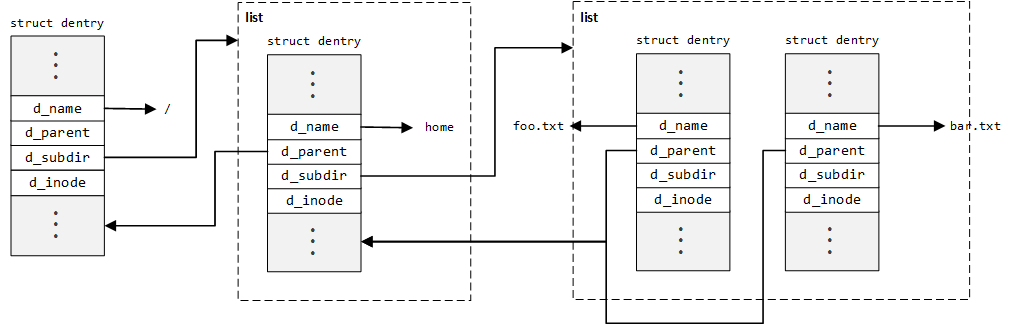 struct dentry
d_name
/
d_parent
d_subdir
d_inode
list
struct dentry
d_name
home
d_parent
d_subdir
d_inode
list
struct dentry
foo.txt
d_name
d_parent
d_subdir
d_inode
struct dentry
d_name
bar.txt
d_parent
d_subdir
d_inode